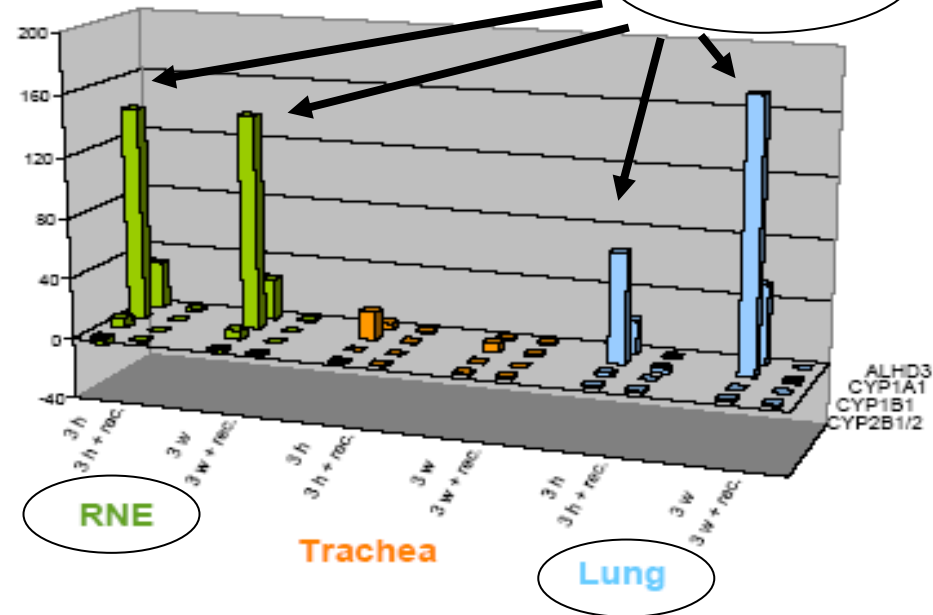 200
160
120
80
40
0
-40
ALHD3
CYP1A1
CYP1B1
CYP2B1/2
3 h
3 h + rec.
3 w
3 w + rec.
3 h
3 h + rec.
3 w
3 w + rec.
3 h
3 h + rec.
3 w
3 w + rec.
RNE
Trachea
Lung